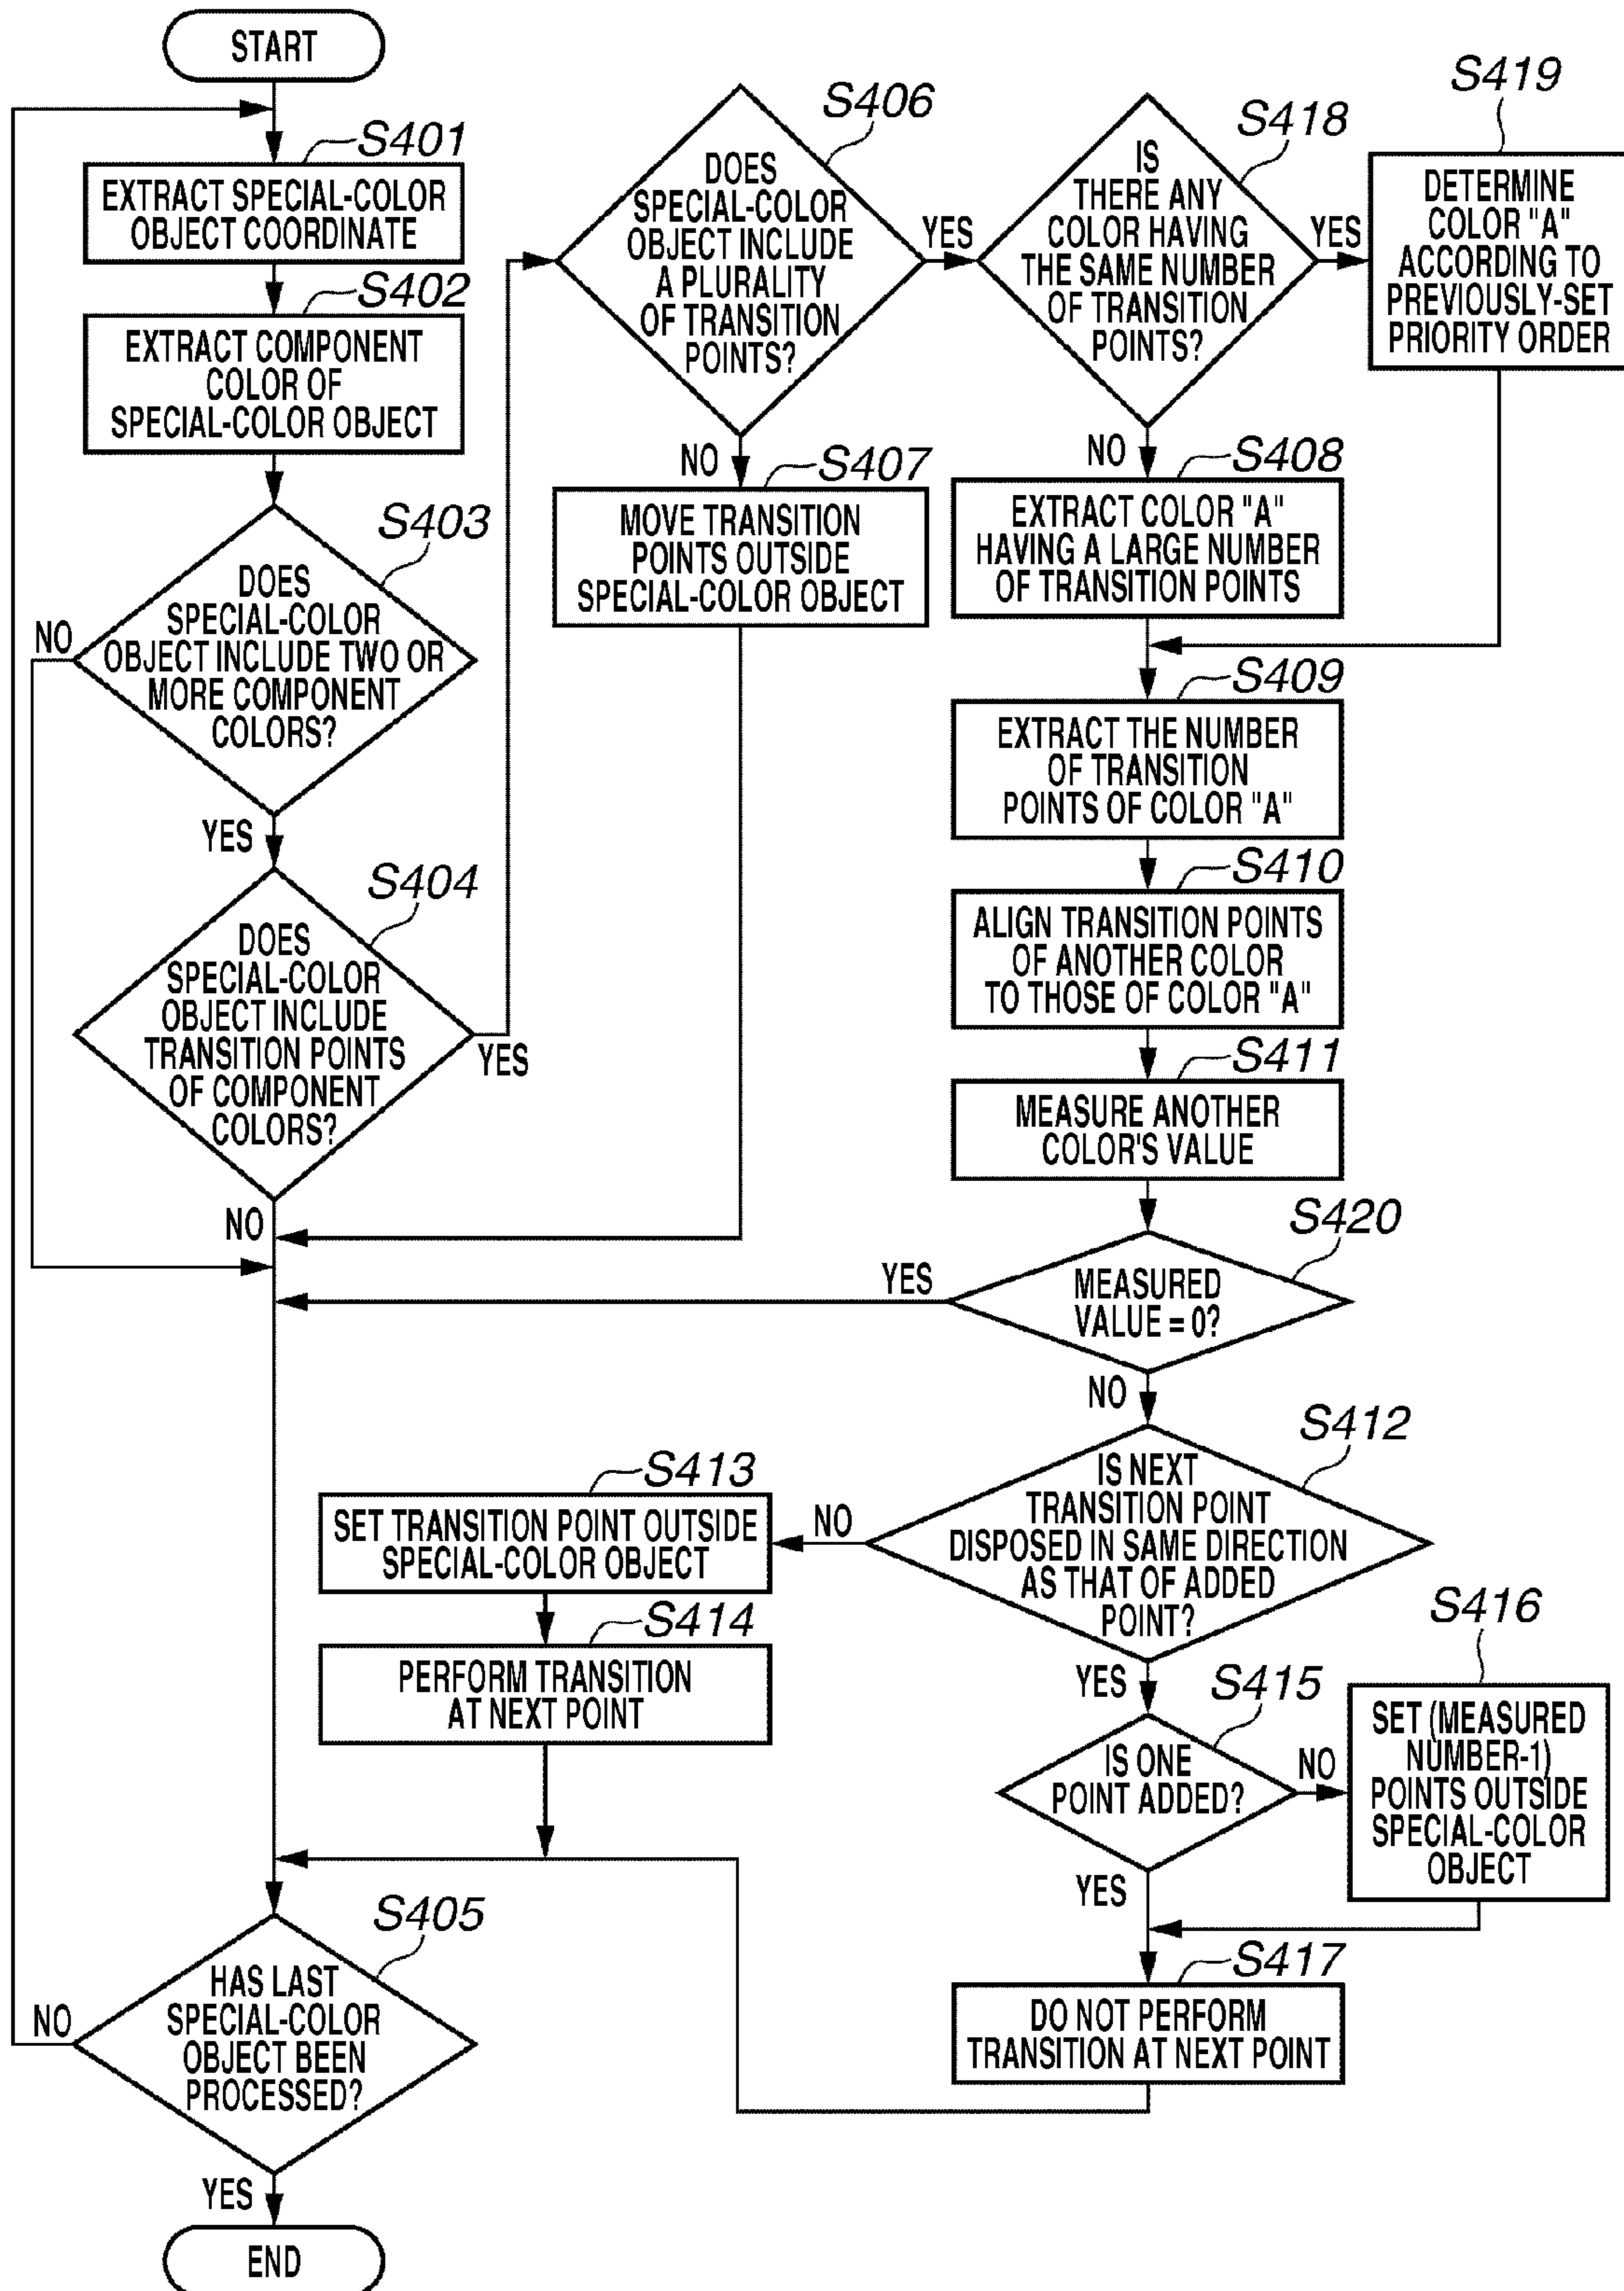 START
S401
EXTRACT SPECIAL-COLOR
OBJECT COORDINATE
S402
EXTRACT COMPONENT
COLOR OF
SPECIAL-COLOR OBJECT
S403
DOES
SPECIAL-COLOR
OBJECT INCLUDE TWO OR
MORE COMPONENT
COLORS?
NO
YES
S404
DOES
SPECIAL-COLOR
OBJECT INCLUDE
TRANSITION POINTS
OF COMPONENT
COLORS?
YES
NO
S406
DOES
SPECIAL-COLOR
OBJECT INCLUDE
A PLURALITY
OF TRANSITION
POINTS?
YES
NO
S407
MOVE TRANSITION
POINTS OUTSIDE
SPECIAL-COLOR OBJECT
S418
IS
THERE ANY
COLOR HAVING
THE SAME NUMBER
OF TRANSITION
POINTS?
YES
NO
S419
DETERMINE
COLOR "A"
ACCORDING TO
PREVIOUSLY-SET
PRIORITY ORDER
S408
EXTRACT COLOR "A"
HAVING A LARGE NUMBER
OF TRANSITION POINTS
S409
EXTRACT THE NUMBER
OF TRANSITION
POINTS OF COLOR "A"
S410
ALIGN TRANSITION POINTS
OF ANOTHER COLOR
TO THOSE OF COLOR "A"
S411
MEASURE ANOTHER
COLOR'S VALUE
S420
MEASURED
VALUE = 0?
YES
NO
S412
IS NEXT
TRANSITION POINT
DISPOSED IN SAME DIRECTION
AS THAT OF ADDED
POINT?
NO
YES
S413
SET TRANSITION POINT OUTSIDE
SPECIAL-COLOR OBJECT
S414
PERFORM TRANSITION
AT NEXT POINT
S415
IS ONE
POINT ADDED?
NO
YES
S416
SET (MEASURED
NUMBER-1)
POINTS OUTSIDE
SPECIAL-COLOR
OBJECT
S417
DO NOT PERFORM
TRANSITION AT NEXT POINT
S405
HAS LAST
SPECIAL-COLOR
OBJECT BEEN
PROCESSED?
NO
YES
END